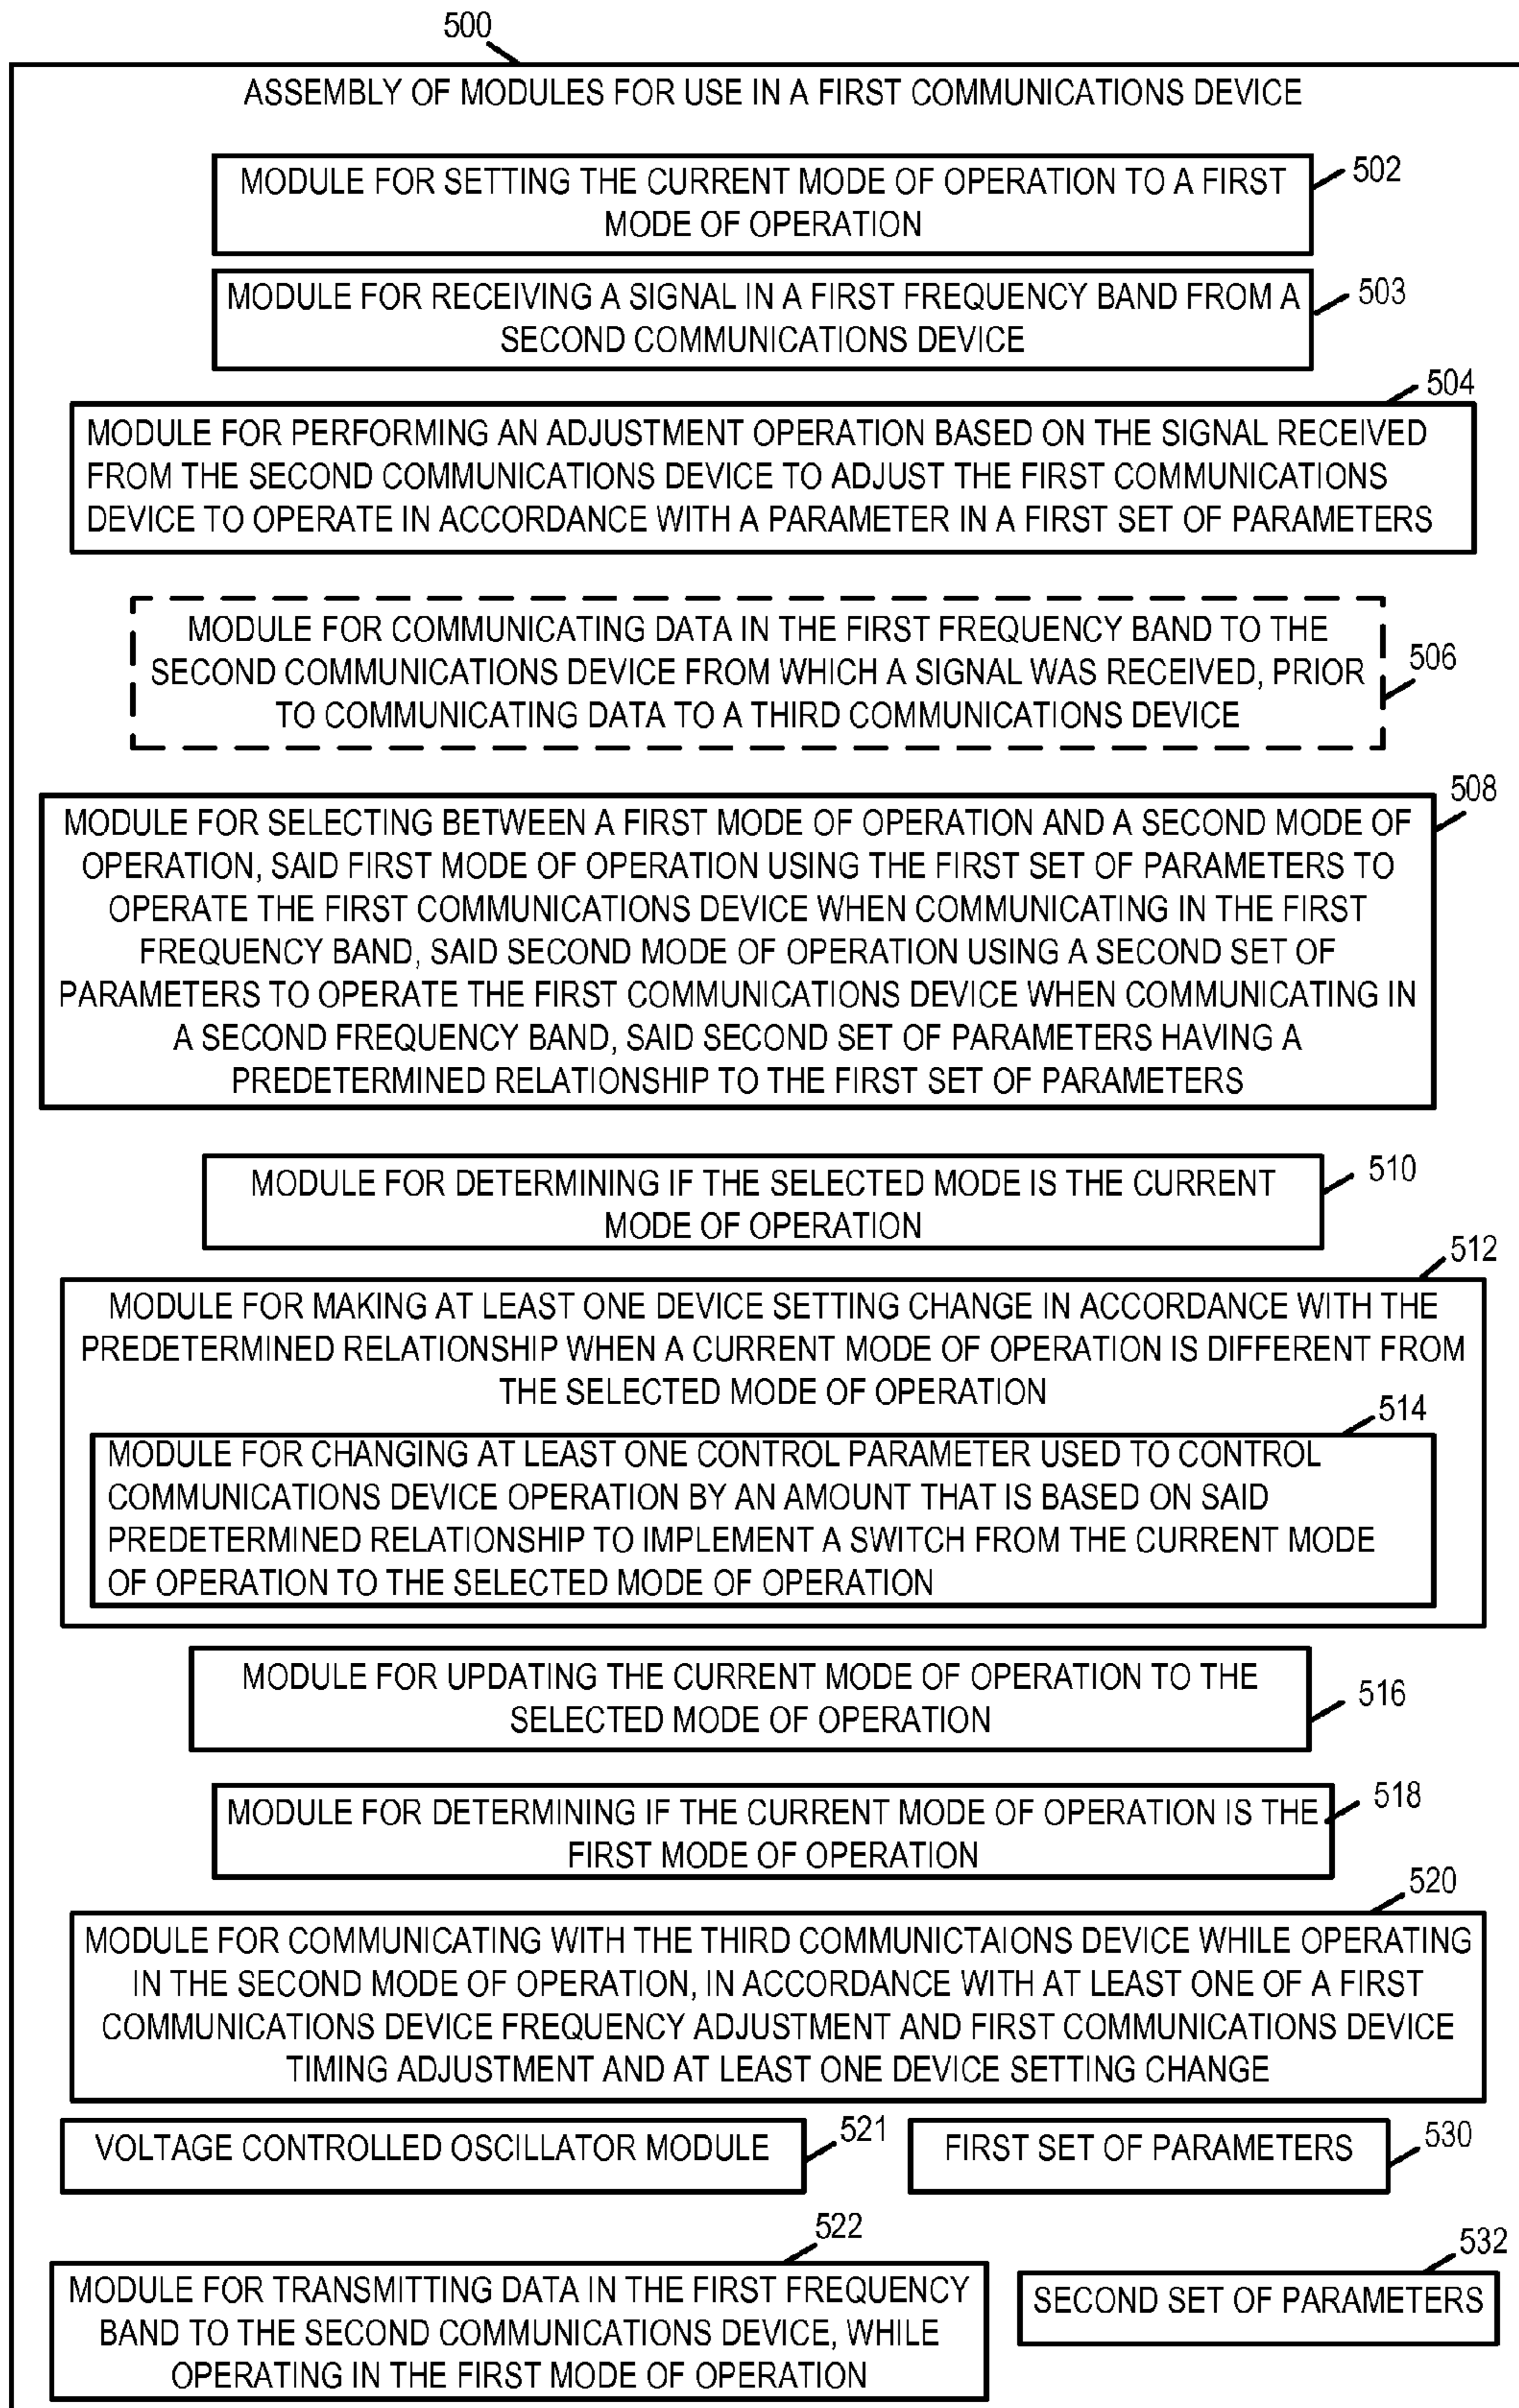 500
ASSEMBLY OF MODULES FOR USE IN A FIRST COMMUNICATIONS DEVICE
MODULE FOR SETTING THE CURRENT MODE OF OPERATION TO A FIRST
MODE OF OPERATION
502
MODULE FOR RECEIVING A SIGNAL IN A FIRST FREQUENCY BAND FROM A
SECOND COMMUNICATIONS DEVICE
503
504
MODULE FOR PERFORMING AN ADJUSTMENT OPERATION BASED ON THE SIGNAL RECEIVED
FROM THE SECOND COMMUNICATIONS DEVICE TO ADJUST THE FIRST COMMUNICATIONS
DEVICE TO OPERATE IN ACCORDANCE WITH A PARAMETER IN A FIRST SET OF PARAMETERS
MODULE FOR COMMUNICATING DATA IN THE FIRST FREQUENCY BAND TO THE
SECOND COMMUNICATIONS DEVICE FROM WHICH A SIGNAL WAS RECEIVED, PRIOR
TO COMMUNICATING DATA TO A THIRD COMMUNICATIONS DEVICE
506
508
MODULE FOR SELECTING BETWEEN A FIRST MODE OF OPERATION AND A SECOND MODE OF
OPERATION, SAID FIRST MODE OF OPERATION USING THE FIRST SET OF PARAMETERS TO
OPERATE THE FIRST COMMUNICATIONS DEVICE WHEN COMMUNICATING IN THE FIRST
FREQUENCY BAND, SAID SECOND MODE OF OPERATION USING A SECOND SET OF
PARAMETERS TO OPERATE THE FIRST COMMUNICATIONS DEVICE WHEN COMMUNICATING IN
A SECOND FREQUENCY BAND, SAID SECOND SET OF PARAMETERS HAVING A
PREDETERMINED RELATIONSHIP TO THE FIRST SET OF PARAMETERS
MODULE FOR DETERMINING IF THE SELECTED MODE IS THE CURRENT
MODE OF OPERATION
510
512
MODULE FOR MAKING AT LEAST ONE DEVICE SETTING CHANGE IN ACCORDANCE WITH THE
PREDETERMINED RELATIONSHIP WHEN A CURRENT MODE OF OPERATION IS DIFFERENT FROM
THE SELECTED MODE OF OPERATION
514
MODULE FOR CHANGING AT LEAST ONE CONTROL PARAMETER USED TO CONTROL
COMMUNICATIONS DEVICE OPERATION BY AN AMOUNT THAT IS BASED ON SAID
PREDETERMINED RELATIONSHIP TO IMPLEMENT A SWITCH FROM THE CURRENT MODE
OF OPERATION TO THE SELECTED MODE OF OPERATION
MODULE FOR UPDATING THE CURRENT MODE OF OPERATION TO THE
SELECTED MODE OF OPERATION
516
MODULE FOR DETERMINING IF THE CURRENT MODE OF OPERATION IS THE
FIRST MODE OF OPERATION
518
520
MODULE FOR COMMUNICATING WITH THE THIRD COMMUNICTAIONS DEVICE WHILE OPERATING
IN THE SECOND MODE OF OPERATION, IN ACCORDANCE WITH AT LEAST ONE OF A FIRST
COMMUNICATIONS DEVICE FREQUENCY ADJUSTMENT AND FIRST COMMUNICATIONS DEVICE
TIMING ADJUSTMENT AND AT LEAST ONE DEVICE SETTING CHANGE
VOLTAGE CONTROLLED OSCILLATOR MODULE
521
FIRST SET OF PARAMETERS
530
522
MODULE FOR TRANSMITTING DATA IN THE FIRST FREQUENCY
BAND TO THE SECOND COMMUNICATIONS DEVICE, WHILE
OPERATING IN THE FIRST MODE OF OPERATION
532
SECOND SET OF PARAMETERS